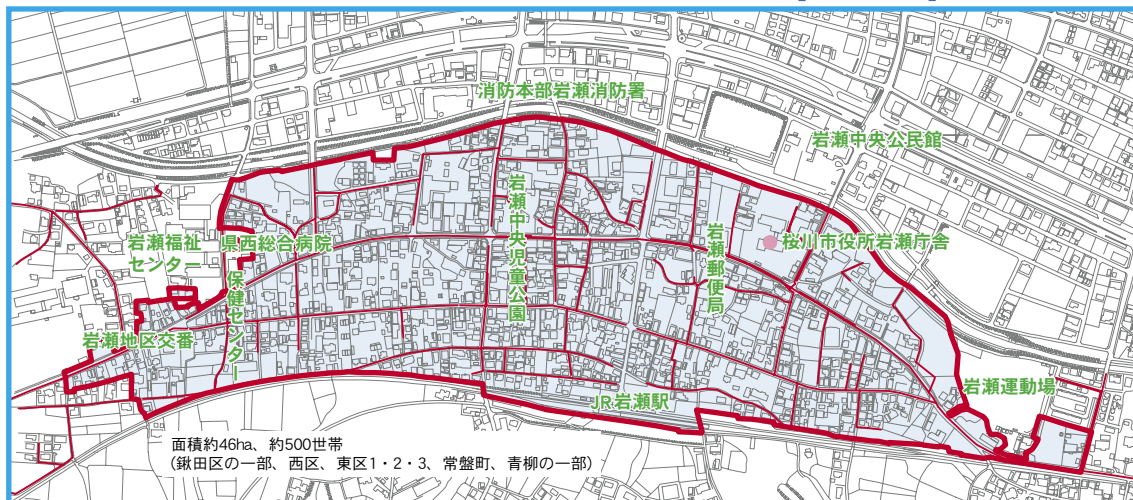 消防本部岩瀬消防署
岩瀬中央公民館
岩瀬中央児童公園
岩瀬郵便局
桜川市役所岩瀬庁舎
岩瀬福祉
センター
県西総合病院
保健センター
岩瀬地区交番
岩瀬運動場
JR岩瀬駅
面積約46ha、約500世帯
（鍬田区の一部、西区、東区1・2・3、常盤町、青柳の一部）